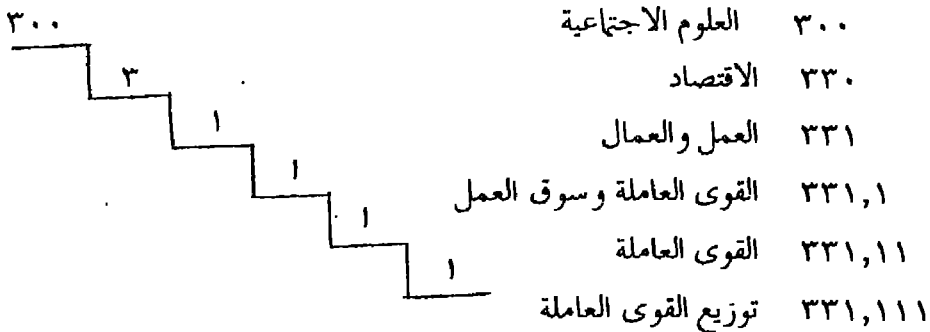 ٣٠٠ العلوم الاجتماعية
٣٣٠ الاقتصاد
٣٣١ العمل والعمال
٣٣١,١ القوى العاملة وسوق العمل
٣٣١,١١ القوى العاملة
٣٣١,١١١ توزيع القوى العاملة
٣٠٠
٣
١
١
١
١